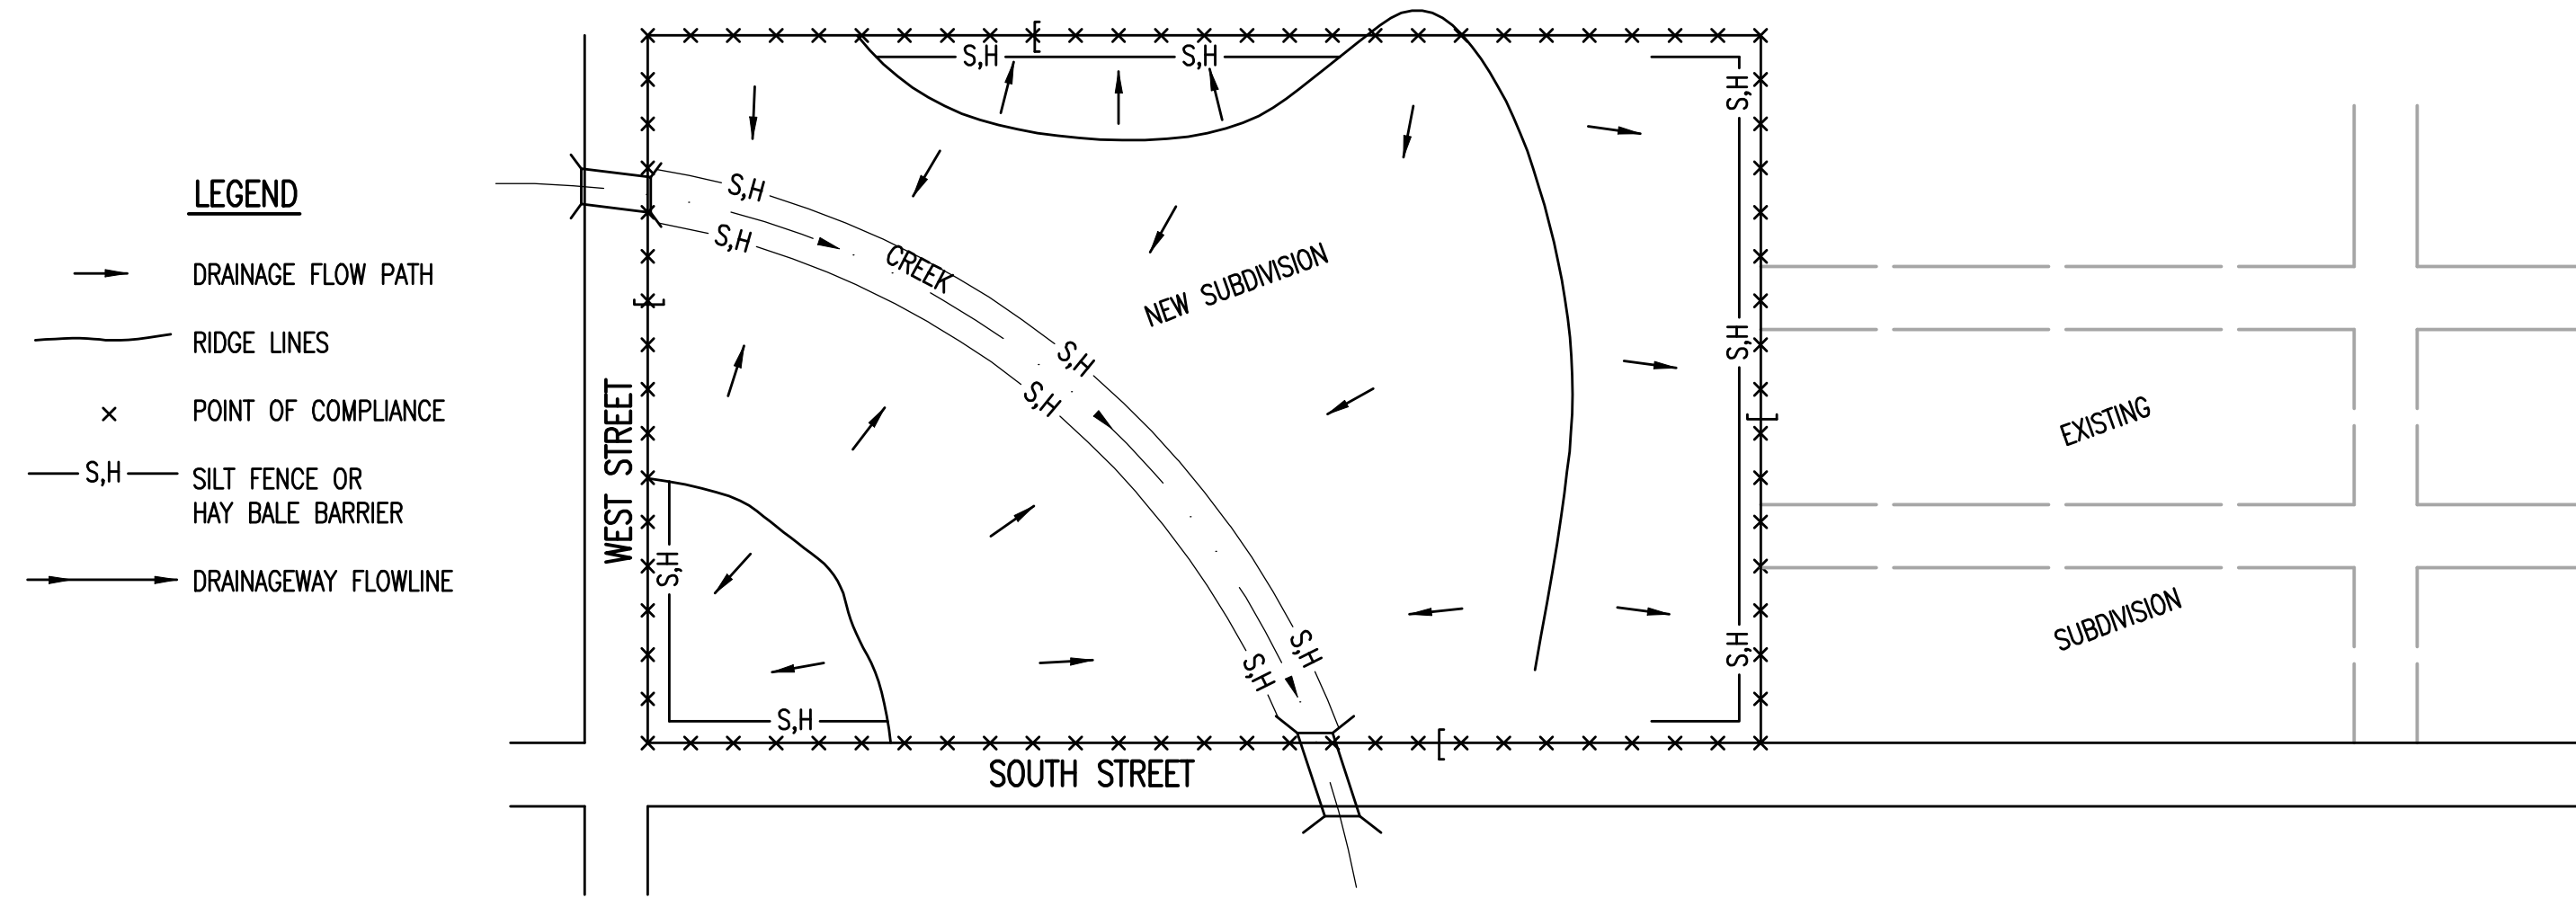 LEGEND
DRAINAGE FLOW PATH
RIDGE LINES
POINT OF COMPLIANCE
S,H SILT FENCE OR
HAY BALE BARRIER
DRAINAGEWAY FLOWLINE
S,H
S,H
S,H
S,H
S,H
CREEK
NEW SUBDIVISION
S,H
S,H
S,H
WEST STREET
EXISTING
S,H
S,H
S,H
S,H
SUBDIVISION
S,H
SOUTH STREET